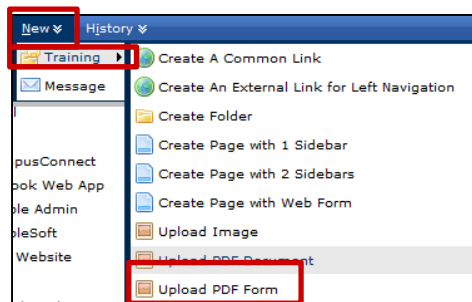 New History
Training
Message
pusConnect
ook Web App
le Admin
leSoft
Website
Create A Common Link
Create An External Link for Left Navigation
Create Folder
Create Page with 1 Sidebar
Create Page with 2 Sidebars
Create Page with Web Form
Upload Image
Upload PDF Document
Upload PDF Form